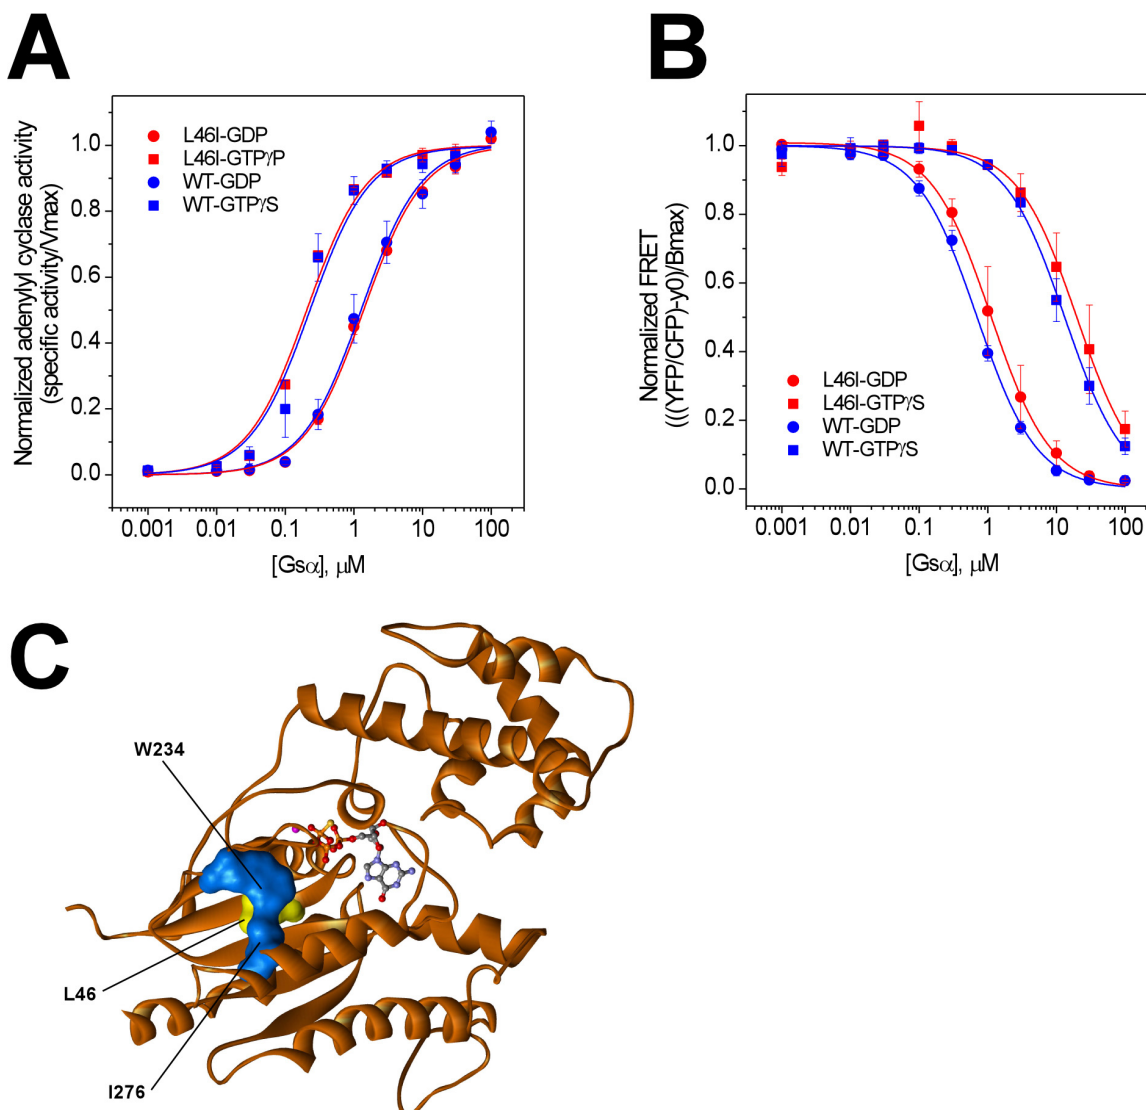 A
Normalized adenylyl cyclase activity
(specific activity/Vmax)
1.0
0.8
0.6
0.4
0.2
0.0
L46I-GDP
L46I-GTPγP
WT-GDP
WT-GTPγS
0.001 0.01 0.1 1 10 100
[Gsα], μM
B
Normalized FRET
(((YFP/CFP)-y0)/Bmax)
1.0
0.8
0.6
0.4
0.2
0.0
L46I-GDP
L46I-GTPγS
WT-GDP
WT-GTPγS
0.001 0.01 0.1 1 10 100
[Gsα], μM
C
W234
L46
I276